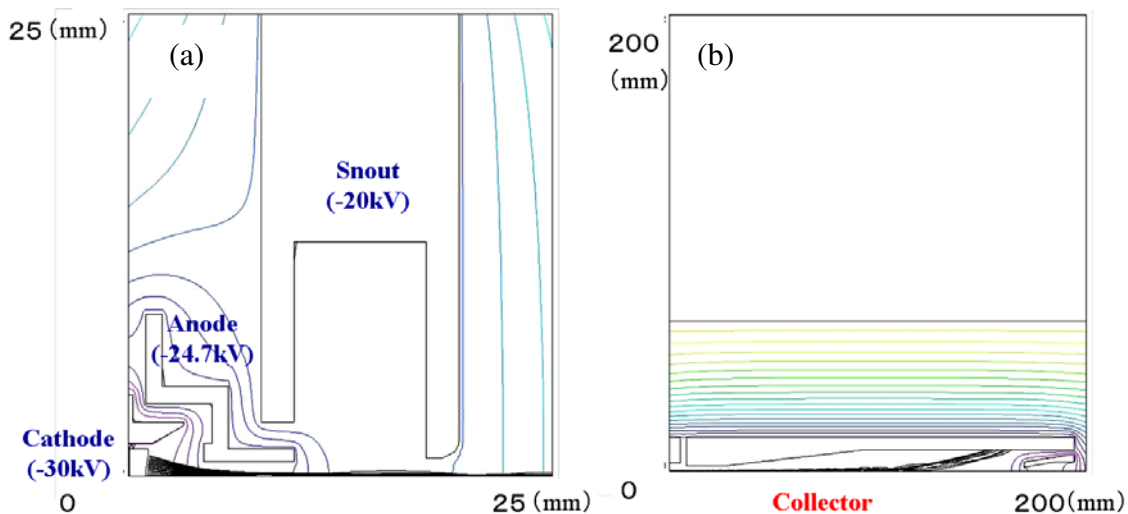 25 (mm)
(a)
Snout
(-20kV)
Anode
(-24.7kV)
Cathode
(-30kV)
0
25 (mm)
200
(mm)
(b)
0
Collector
200(mm)